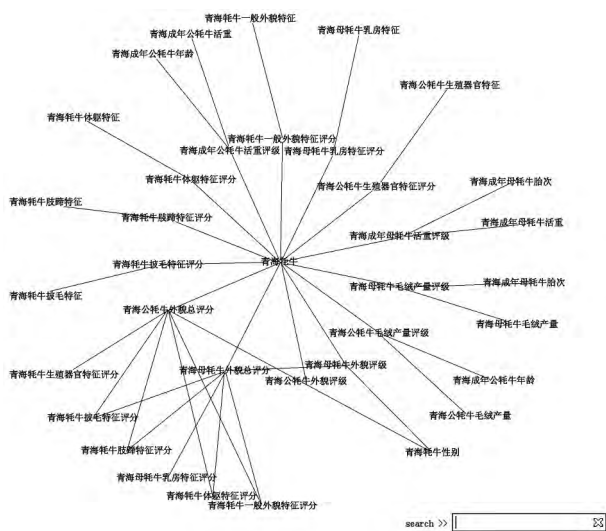 青海牦牛一般外貌特征
青海成年公牦牛活重
青海母牦牛乳房特征
青海成年公牦牛年龄
青海公牦牛生殖器官特征
青海牦牛体躯特征
青海牦牛一般外貌特征评分
青海成年公牦牛活重评级
青海母牦牛乳房特征评分
青海牦牛体躯特征评分
青海公牦牛生殖器官特征评分
青海成年母牦牛胎次
青海牦牛肢蹄特征
青海牦牛肢蹄特征评分
青海成年母牦牛活重
青海成年母牦牛活重评级
青海牦牛
青海牦牛披毛特征评分
青海牦牛披毛特征
青海母牦牛毛绒产量评级
青海成年母牦牛胎次
青海公牦牛外貌总评分
青海母牦牛毛绒产量
青海公牦牛毛绒产量评级
青海牦牛生殖器官特征评分
青海母牦牛外貌总评分
青海母牦牛外貌评级
青海公牦牛外貌评级
青海成年公牦牛年龄
青海牦牛披毛特征评分
青海公牦牛毛绒产量
青海牦牛肢蹄特征评分
青海牦牛性别
青海母牦牛乳房特征评分
青海牦牛体躯特征评分
青海牦牛一般外貌特征评分
search >>